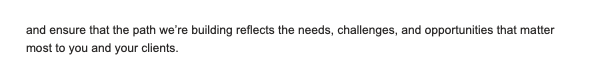 and ensure that the path we’re building reflects the needs, challenges, and opportunities that matter
most to you and your clients.